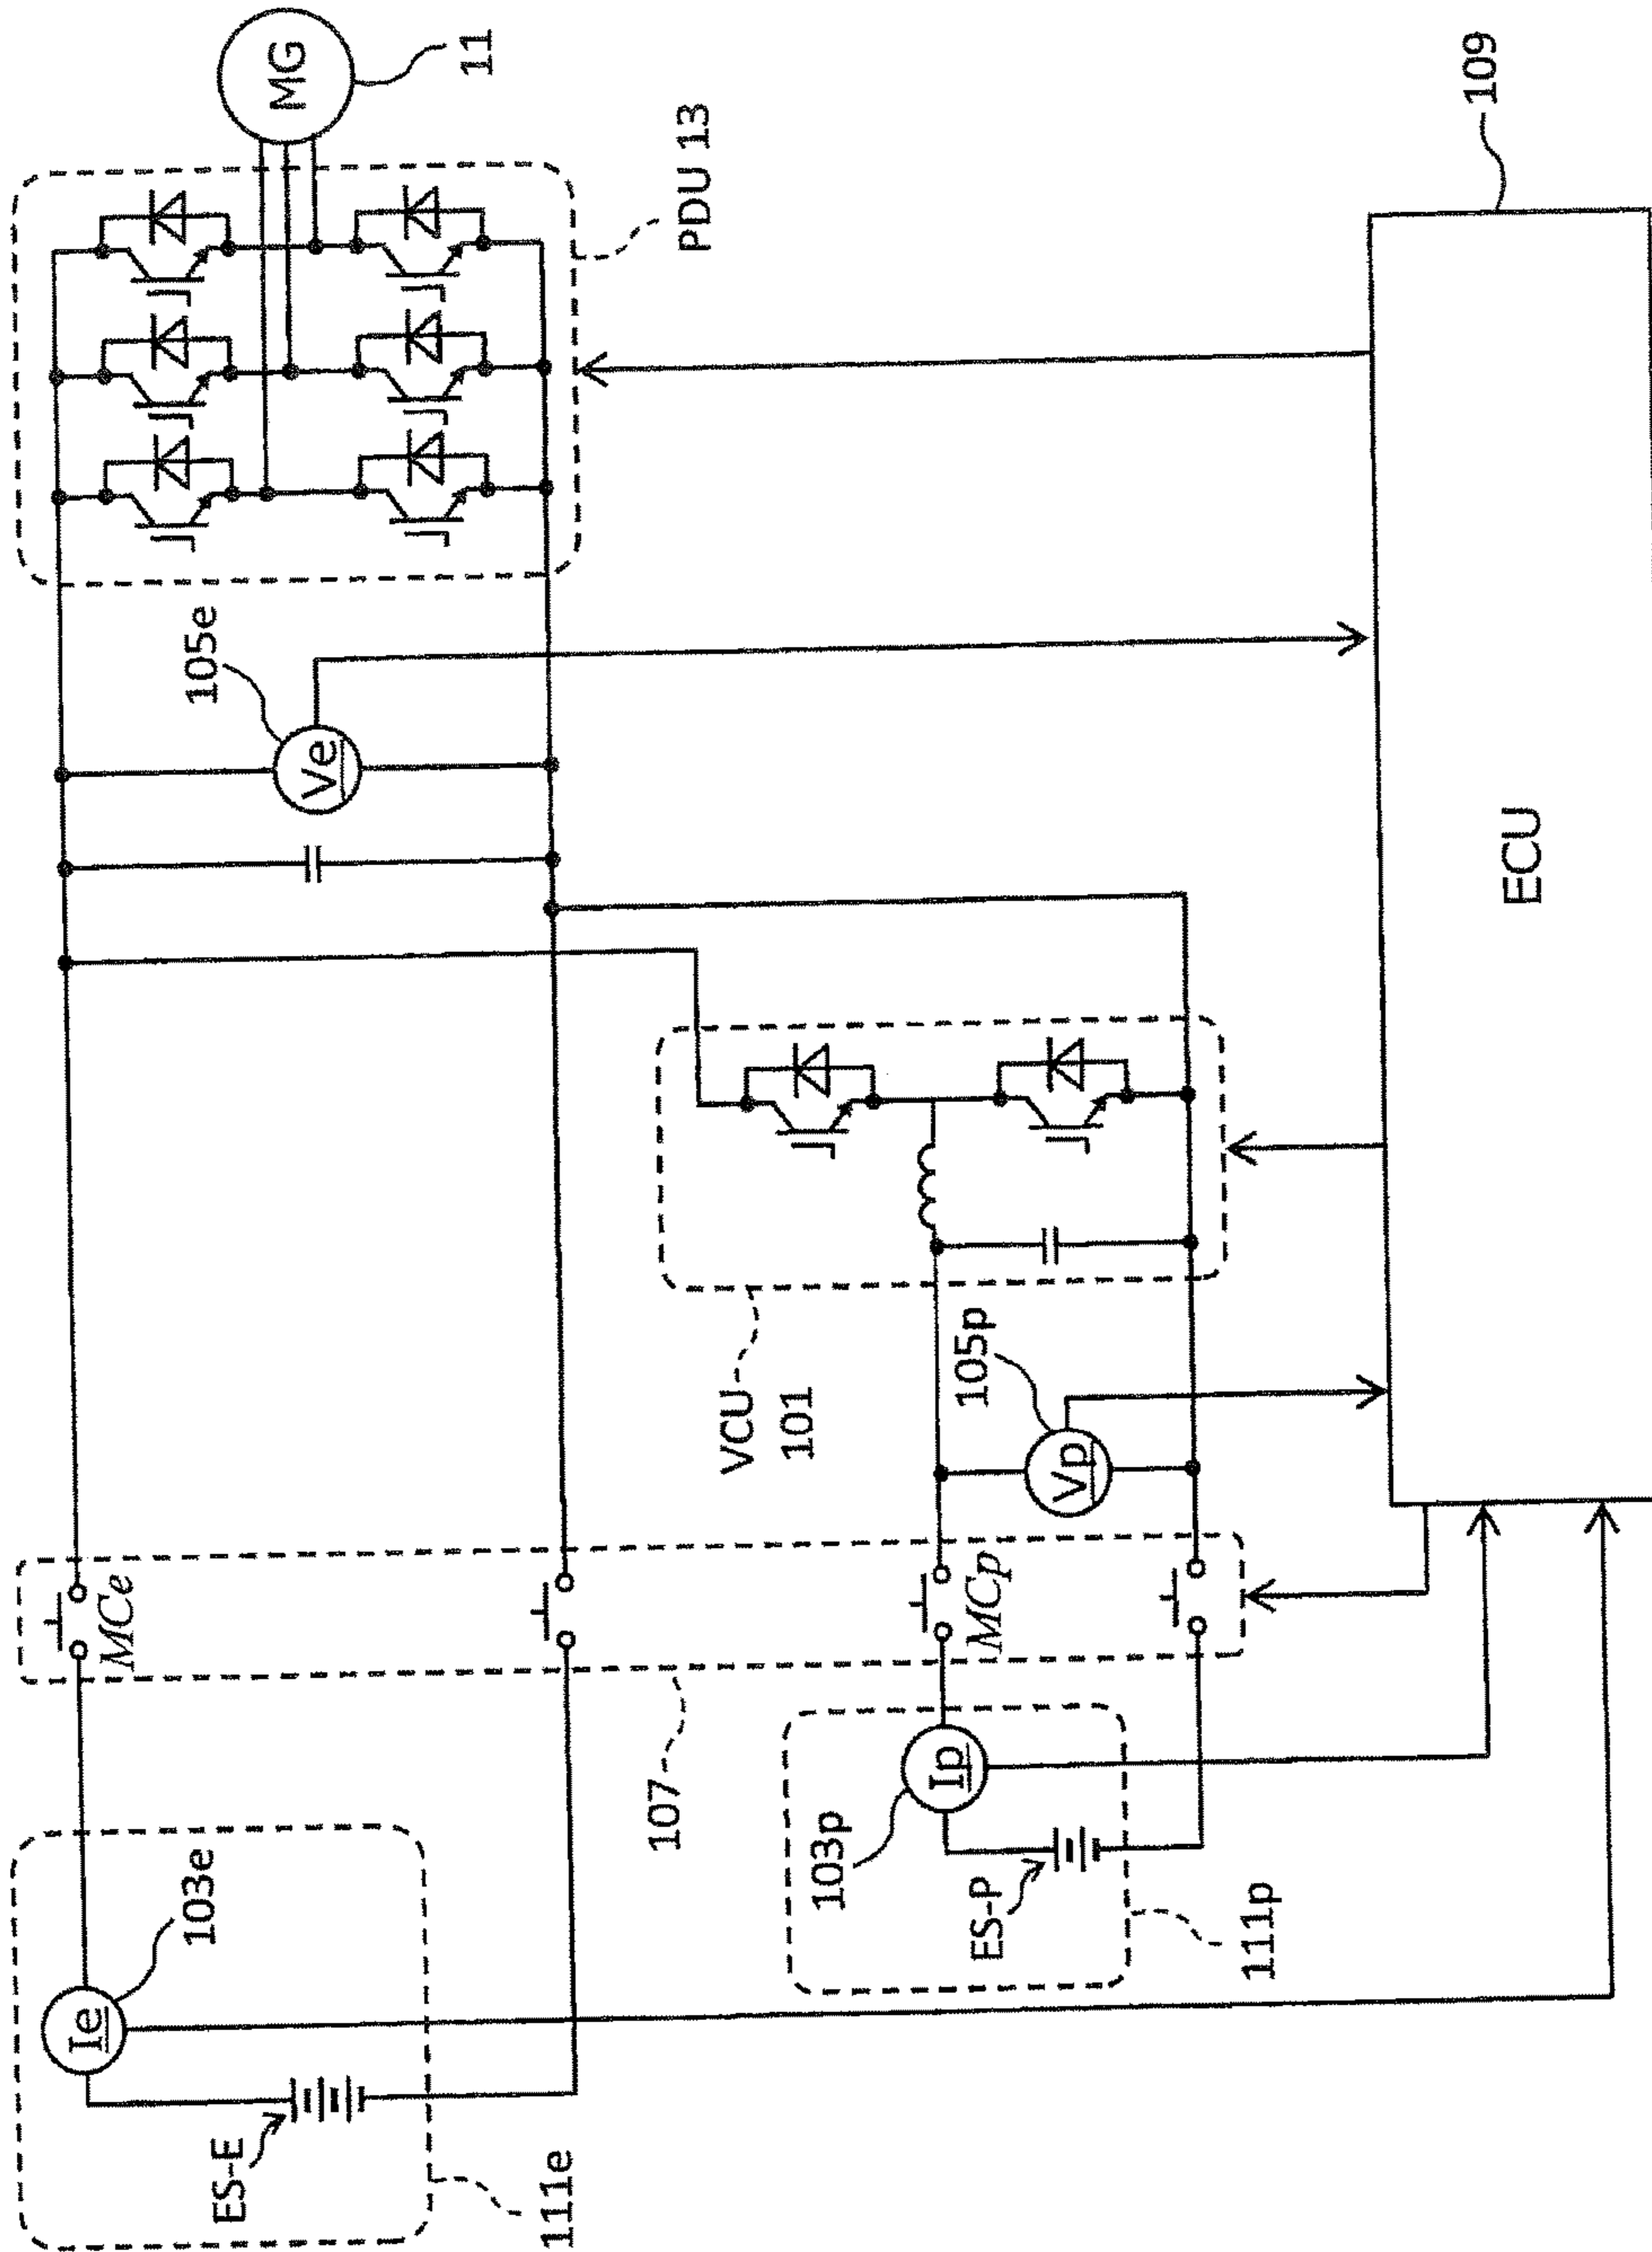 MG
11
PDU 13
105e
Ve
109
ECU
VCU
101
105p
Vp
MCe
MCp
107
Ie
103e
Ip
103p
ES-E
ES-P
111e
111p